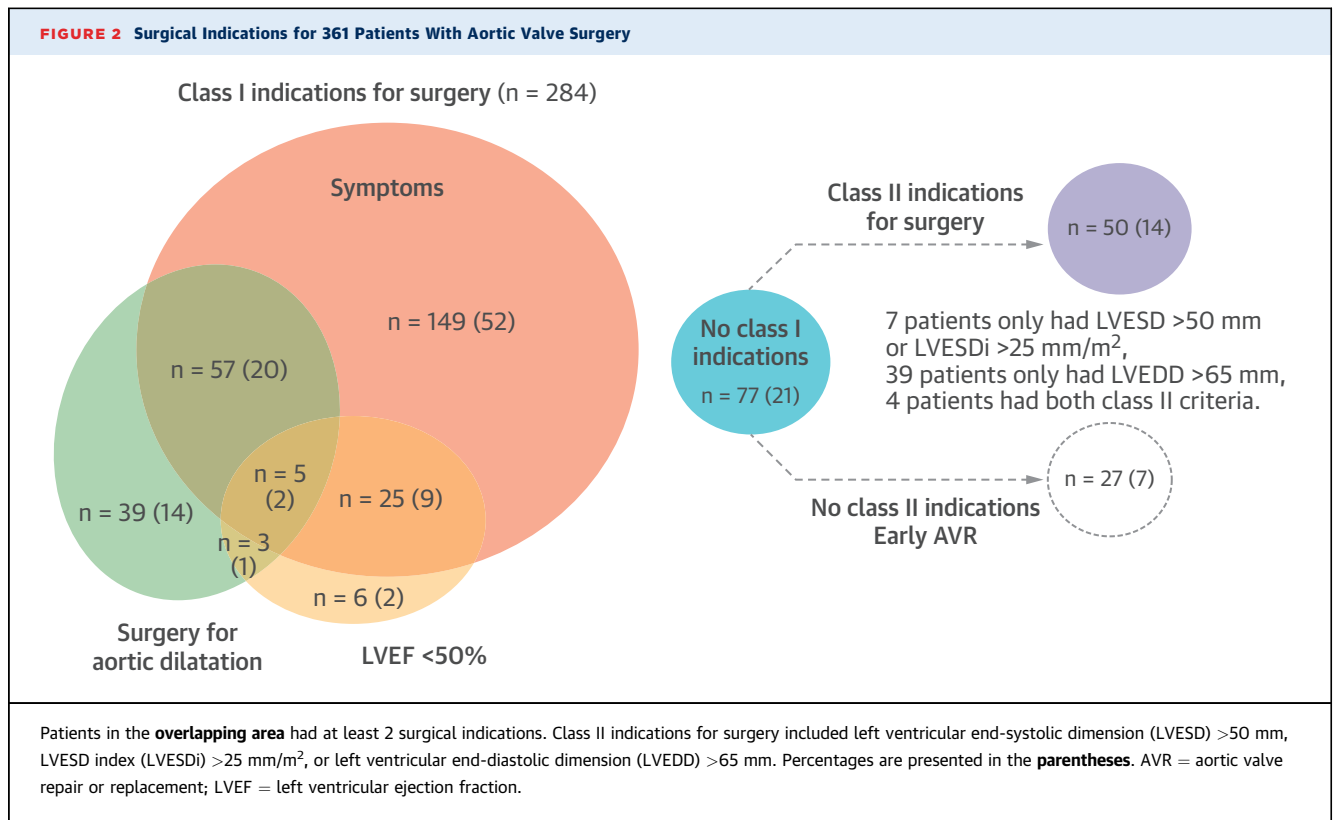 FIGURE 2 Surgical Indications for 361 Patients With Aortic Valve Surgery
Class I indications for surgery (n = 284)
Symptoms
n = 149 (52)
n = 57 (20)
n = 5
(2)
n = 25 (9)
n = 39 (14)
n = 3
(1)
n = 6 (2)
Surgery for
aortic dilatation
LVEF <50%
Class II indications
for surgery
n = 50 (14)
No class I
indications
n = 77 (21)
7 patients only had LVESD >50 mm
or LVESDi >25 mm/m²,
39 patients only had LVEDD >65 mm,
4 patients had both class II criteria.
n = 27 (7)
No class II indications
Early AVR
Patients in the overlapping area had at least 2 surgical indications. Class II indications for surgery included left ventricular end-systolic dimension (LVESD) >50 mm,
LVESD index (LVESDi) >25 mm/m², or left ventricular end-diastolic dimension (LVEDD) >65 mm. Percentages are presented in the parentheses. AVR = aortic valve
repair or replacement; LVEF = left ventricular ejection fraction.